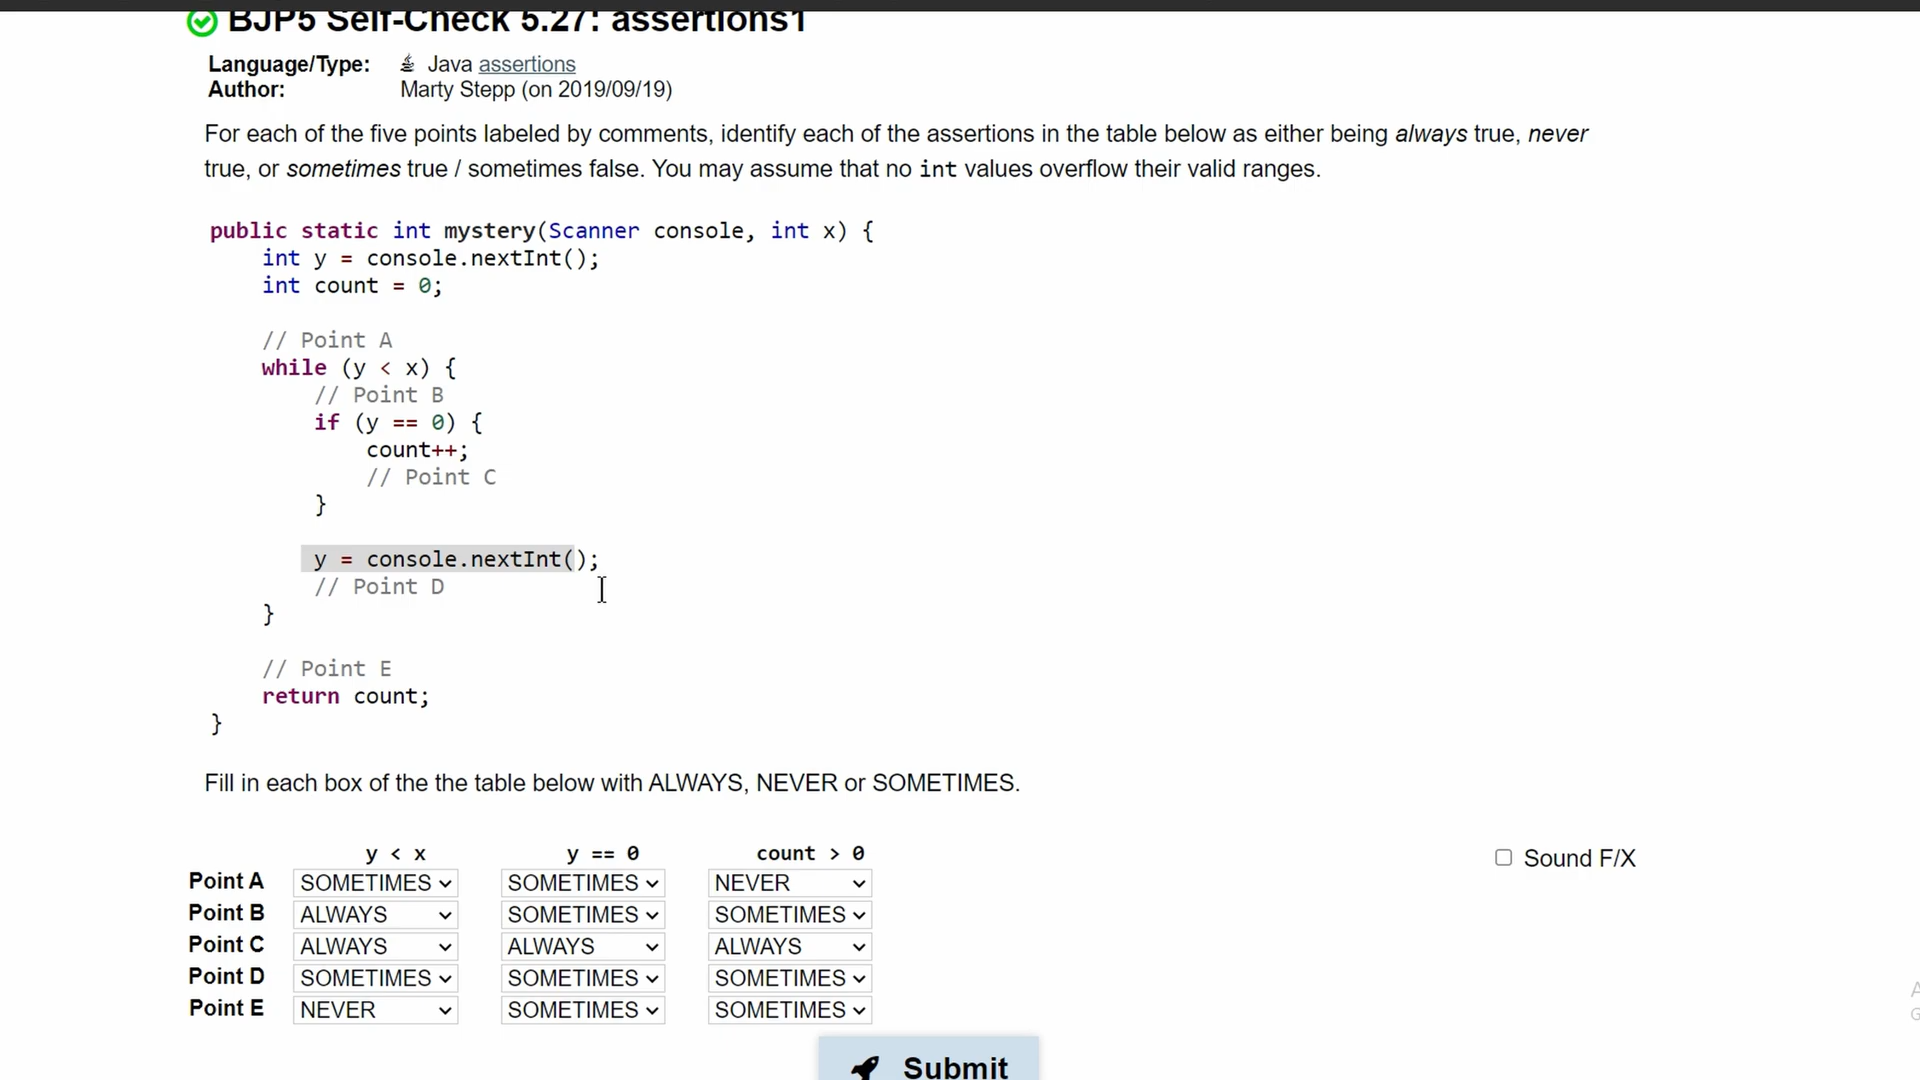 BJP5 Self-Check 5.27: assertions1
Language/Type: Java assertions
Author: Marty Stepp (on 2019/09/19)
For each of the five points labeled by comments, identify each of the assertions in the table below as either being always true, never
true, or sometimes true / sometimes false. You may assume that no int values overflow their valid ranges.
public static int mystery(Scanner console, int x) {
    int y = console.nextInt();
    int count = 0;

    // Point A
    while (y < x) {
        // Point B
        if (y == 0) {
            count++;
            // Point C
        }

        y = console.nextInt();
        // Point D
    }

    // Point E
    return count;
}
Fill in each box of the the table below with ALWAYS, NEVER or SOMETIMES.
y < x y == 0 count > 0
Sound F/X
Point A SOMETIMES SOMETIMES NEVER
Point B ALWAYS SOMETIMES SOMETIMES
Point C ALWAYS ALWAYS ALWAYS
Point D SOMETIMES SOMETIMES SOMETIMES
Point E NEVER SOMETIMES SOMETIMES
Submit